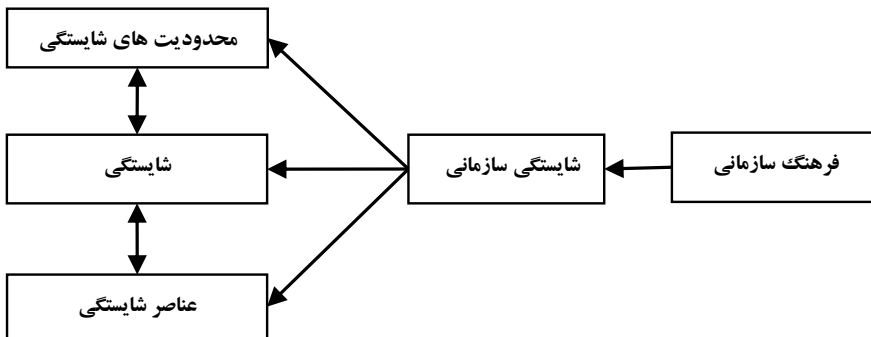 محدودیت های شایستگی
فرهنگ سازمانی
شایستگی سازمانی
شایستگی
عناصر شایستگی